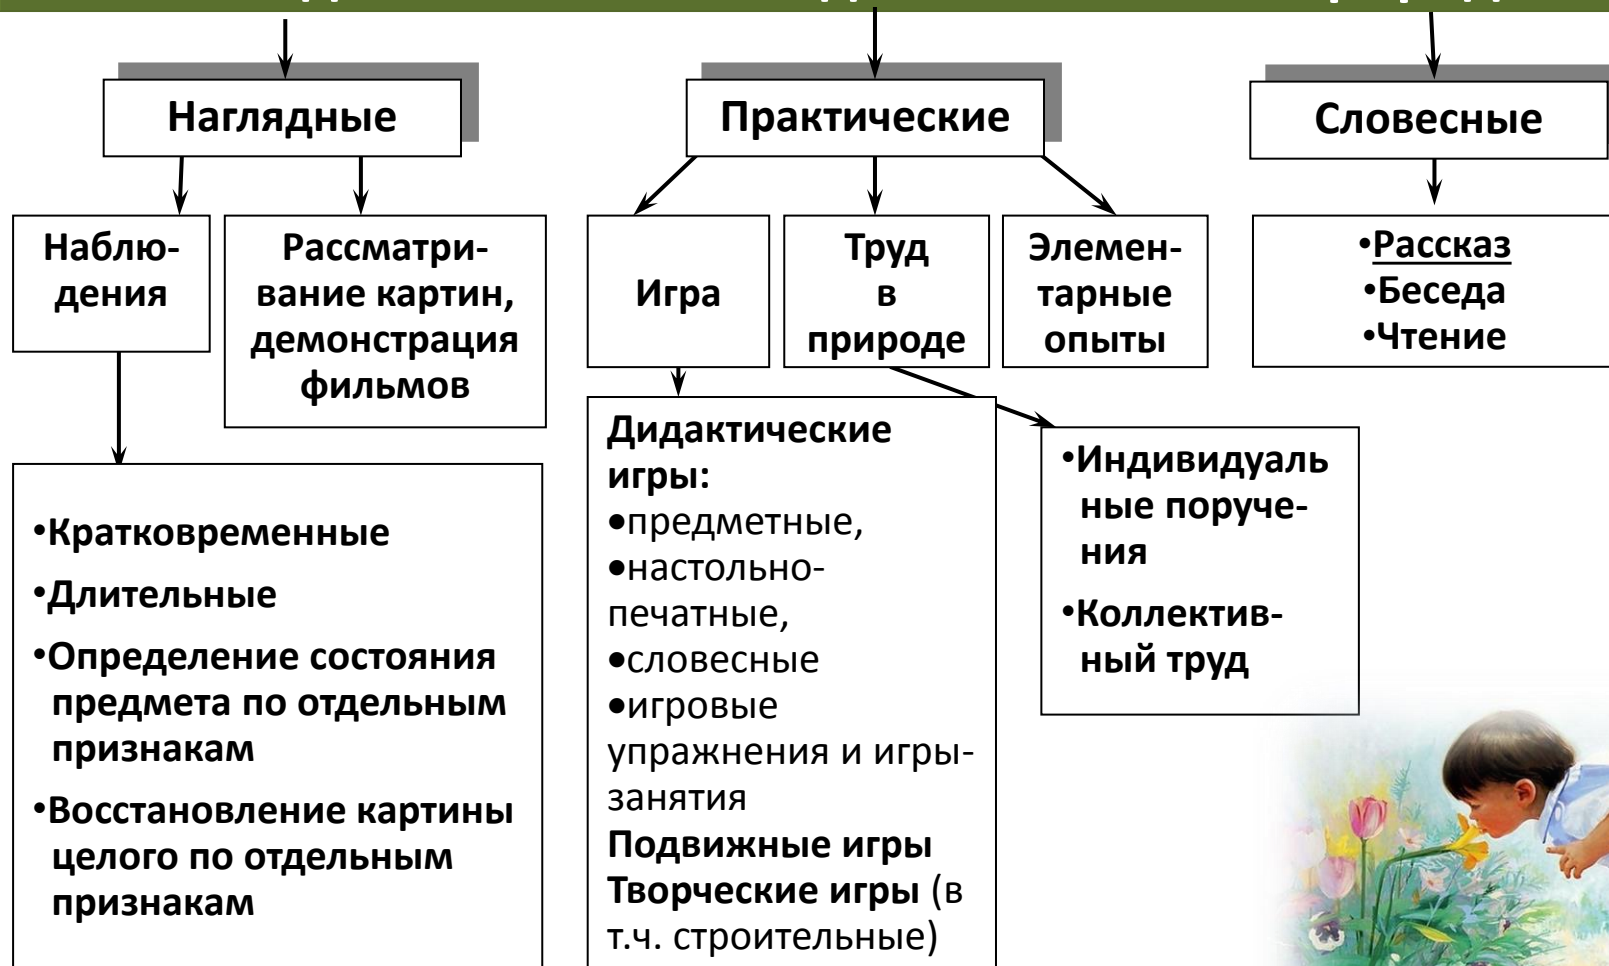 Наглядные
Практические
Словесные
Наблю-
дения
Рассматри-
вание картин,
демонстрация
фильмов
Игра
Труд
в
природе
Элемен-
тарные
опыты
•Рассказ
•Беседа
•Чтение
•Кратковременные
•Длительные
•Определение состояния
предмета по отдельным
признакам
•Восстановление картины
целого по отдельным
признакам
Дидактические
игры:
•предметные,
•настольно-
печатные,
•словесные
•игровые
упражнения и игры-
занятия
Подвижные игры
Творческие игры (в
т.ч. строительные)
•Индивидуаль
ные поруче-
ния
•Коллектив-
ный труд